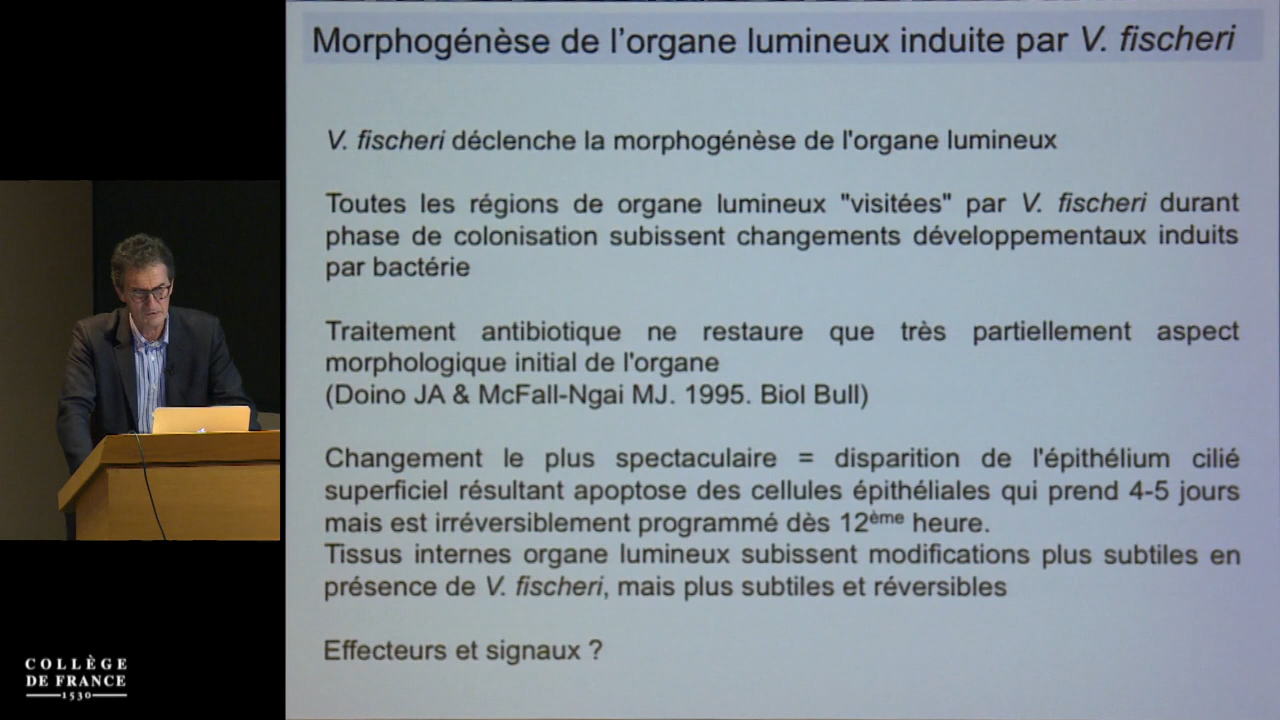 Morphogénèse de l'organe lumineux induite par V. fischeri
V. fischeri déclenche la morphogénèse de l'organe lumineux
Toutes les régions de organe lumineux "visitées" par V. fischeri durant
phase de colonisation subissent changements développementaux induits
par bactérie
Traitement antibiotique ne restaure que très partiellement aspect
morphologique initial de l'organe
(Doino JA & McFall-Ngai MJ. 1995. Biol Bull)
Changement le plus spectaculaire = disparition de l'épithélium cilié
superficiel résultant apoptose des cellules épithéliales qui prend 4-5 jours
mais est irréversiblement programmé dès 12ème heure.
Tissus internes organe lumineux subissent modifications plus subtiles en
présence de V. fischeri, mais plus subtiles et réversibles
Effecteurs et signaux ?
COLLÈGE
DE FRANCE
1530